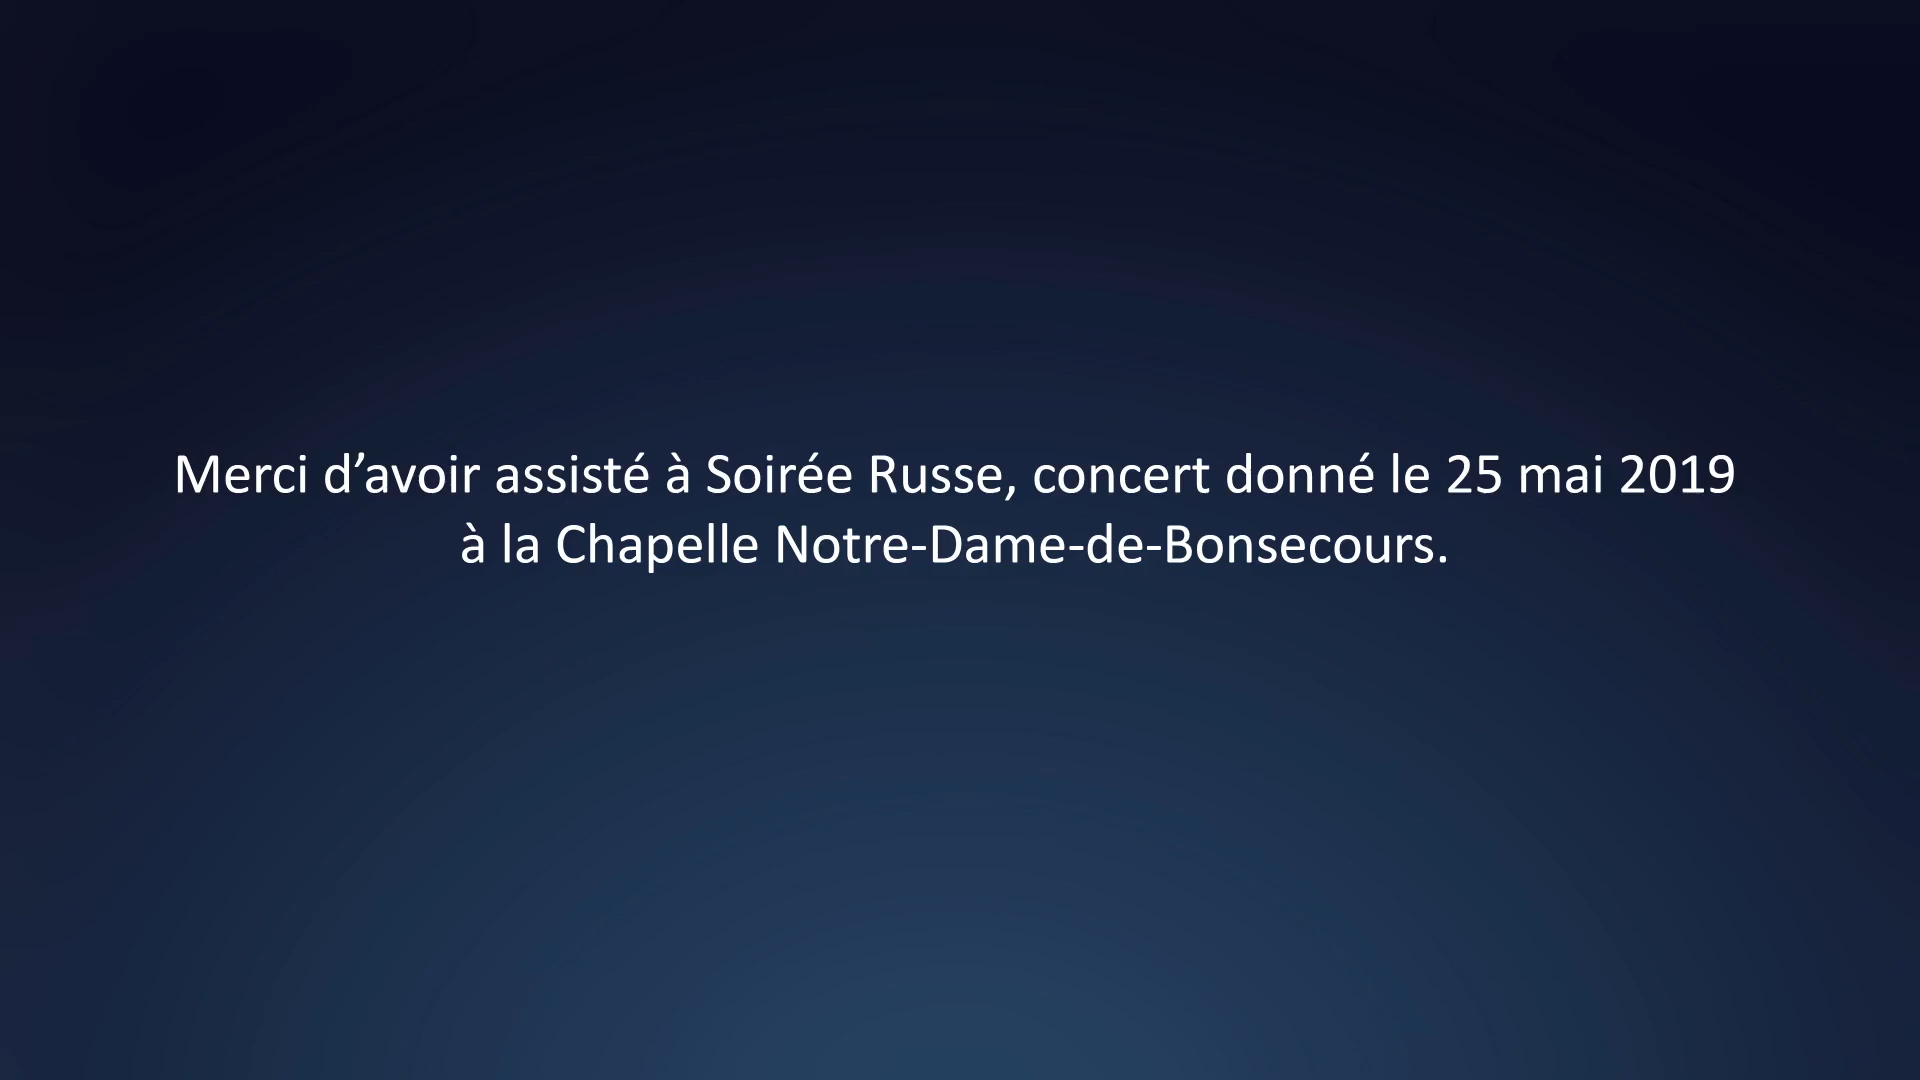 Merci d’avoir assisté à Soirée Russe, concert donné le 25 mai 2019
à la Chapelle Notre-Dame-de-Bonsecours.